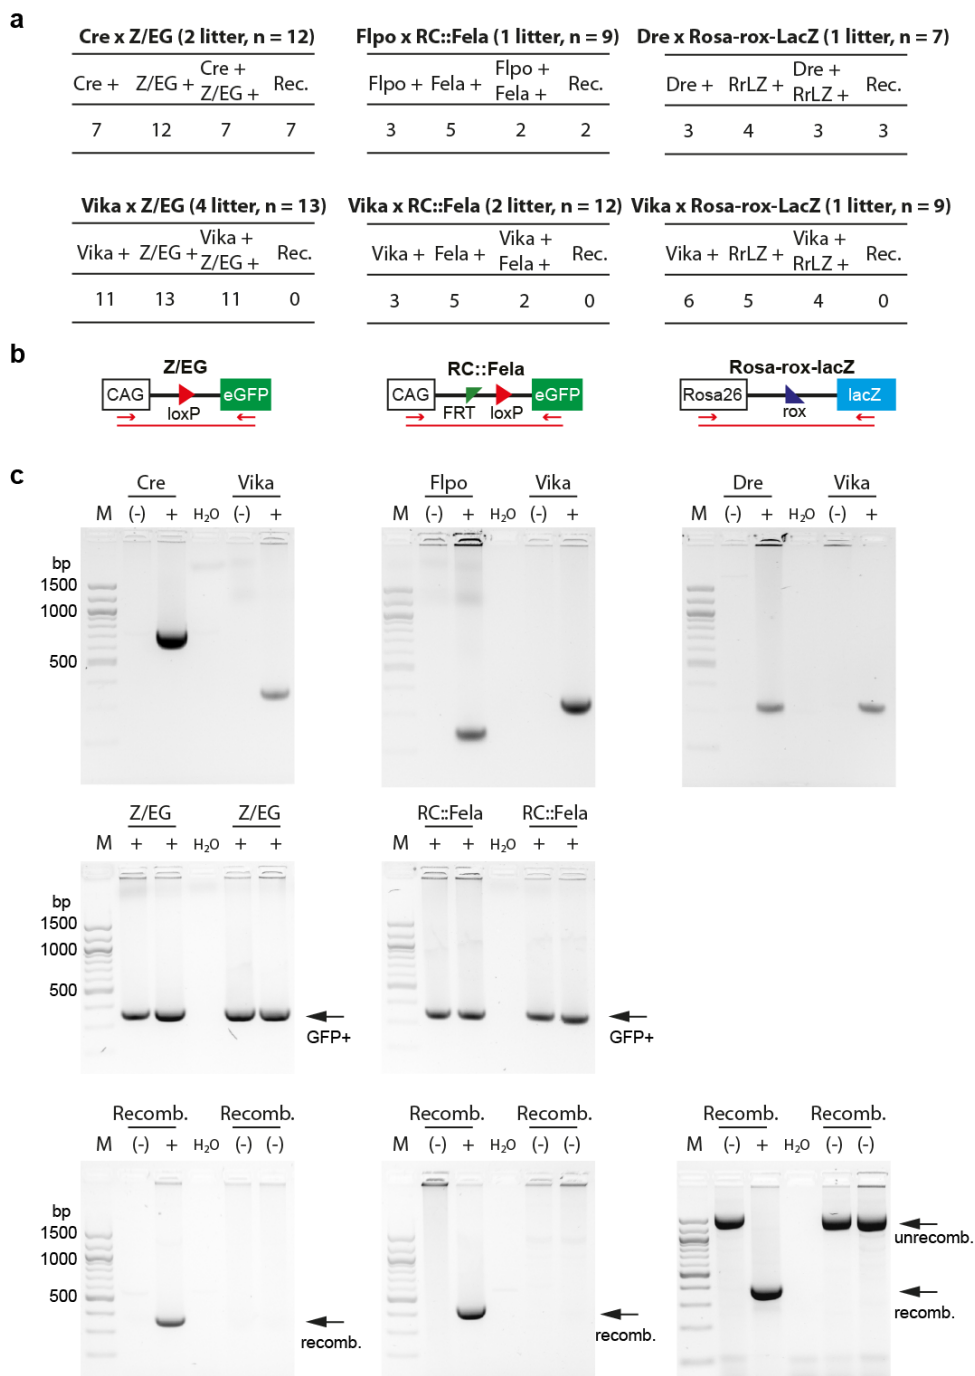 a
Cre x Z/EG (2 litter, n = 12)
Cre + Z/EG + Cre + Z/EG + Rec.
7 12 7 7
Flpo x RC::Fela (1 litter, n = 9)
Flpo + Fela + Flpo + Fela + Rec.
3 5 2 2
Dre x Rosa-rox-LacZ (1 litter, n = 7)
Dre + RrLZ + Dre + RrLZ + Rec.
3 4 3 3
Vika x Z/EG (4 litter, n = 13)
Vika + Z/EG + Vika + Z/EG + Rec.
11 13 11 0
Vika x RC::Fela (2 litter, n = 12)
Vika + Fela + Vika + Fela + Rec.
3 5 2 0
Vika x Rosa-rox-LacZ (1 litter, n = 9)
Vika + RrLZ + Vika + RrLZ + Rec.
6 5 4 0
b
Z/EG
CAG eGFP
loxP
RC::Fela
CAG eGFP
FRT loxP
Rosa-rox-lacZ
Rosa26 lacZ
rox
c
Cre Vika
M (-) + H₂O (-) +
bp
1500
1000
500
Flpo Vika
M (-) + H₂O (-) +
Dre Vika
M (-) + H₂O (-) +
Z/EG Z/EG
M + + H₂O + +
bp
1500
1000
500
GFP+
RC::Fela RC::Fela
M + + H₂O + +
GFP+
Recomb. Recomb.
M (-) + H₂O (-) (-)
bp
1500
1000
500
recomb.
Recomb. Recomb.
M (-) + H₂O (-) (-)
recomb.
Recomb. Recomb.
M (-) + H₂O (-) (-)
unrecomb.
recomb.